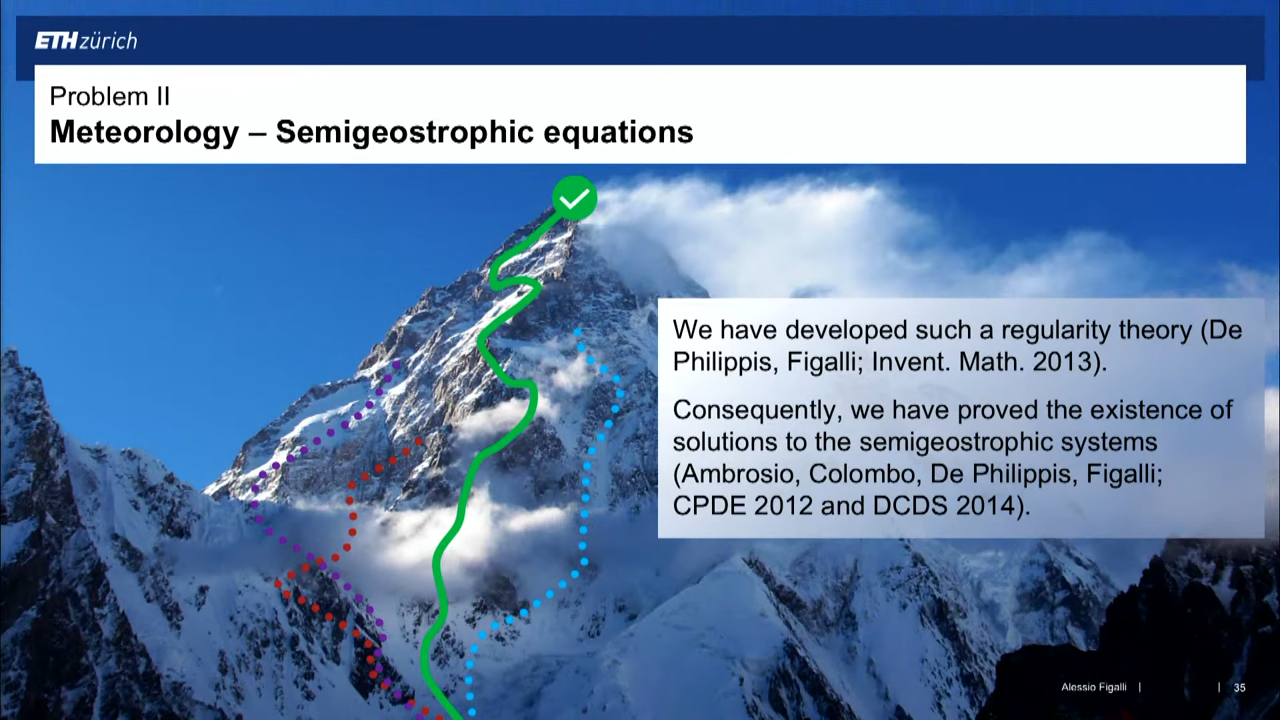 ETH zürich
Problem II
Meteorology – Semigeostrophic equations
We have developed such a regularity theory (De
Philippis, Figalli; Invent. Math. 2013).
Consequently, we have proved the existence of
solutions to the semigeostrophic systems
(Ambrosio, Colombo, De Philippis, Figalli;
CPDE 2012 and DCDS 2014).
Alessio Figalli | | 35